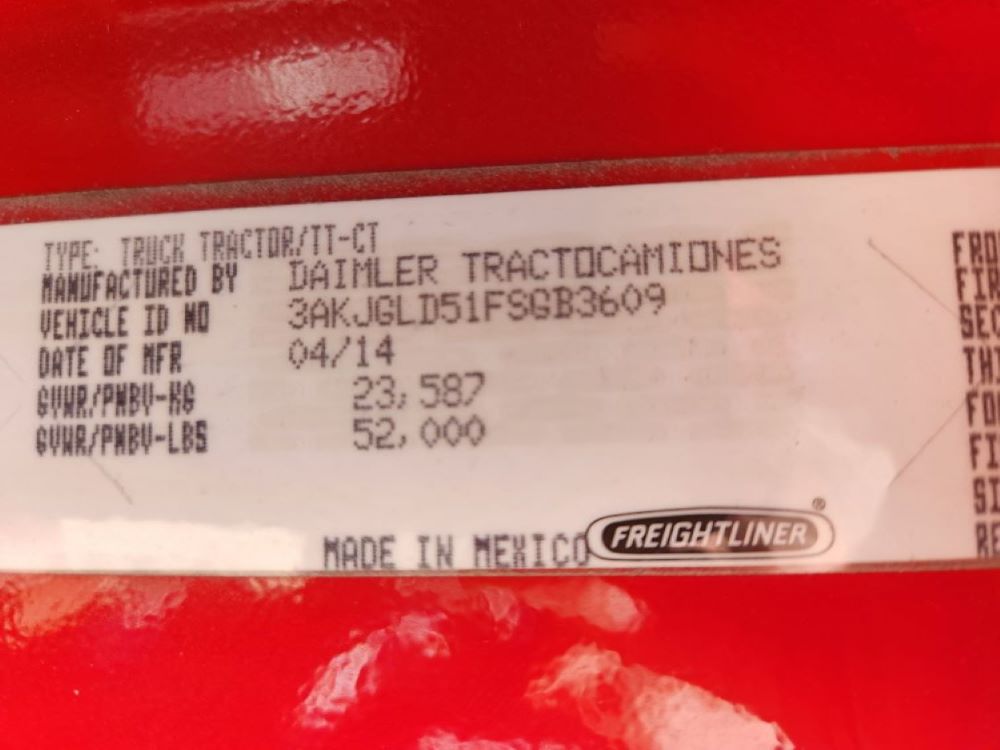 TYPE: TRUCK TRACTOR/TT-CT
MANUFACTURED BY DAIMLER TRACTOCAMIONES
VEHICLE ID NO 3AKJGLD51FSGB3609
DATE OF MFR 04/14
GVWR/PNBV-KG 23,587
GVWR/PNBV-LBS 52,000
MADE IN MEXICO FREIGHTLINER®